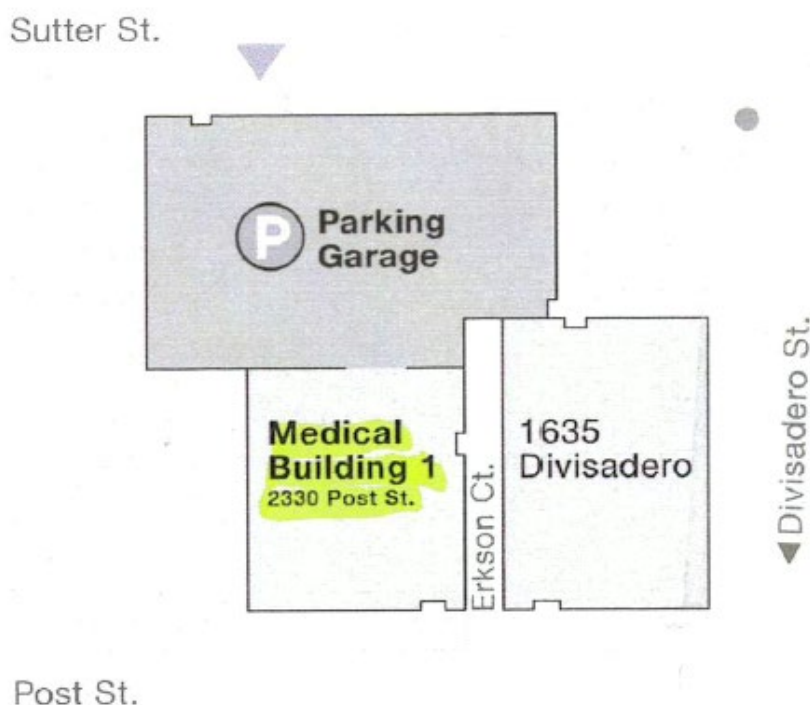 Sutter St.
P
Parking
Garage
Medical
Building 1
2330 Post St.
Erkson Ct.
1635
Divisadero
Divisadero St.
Post St.